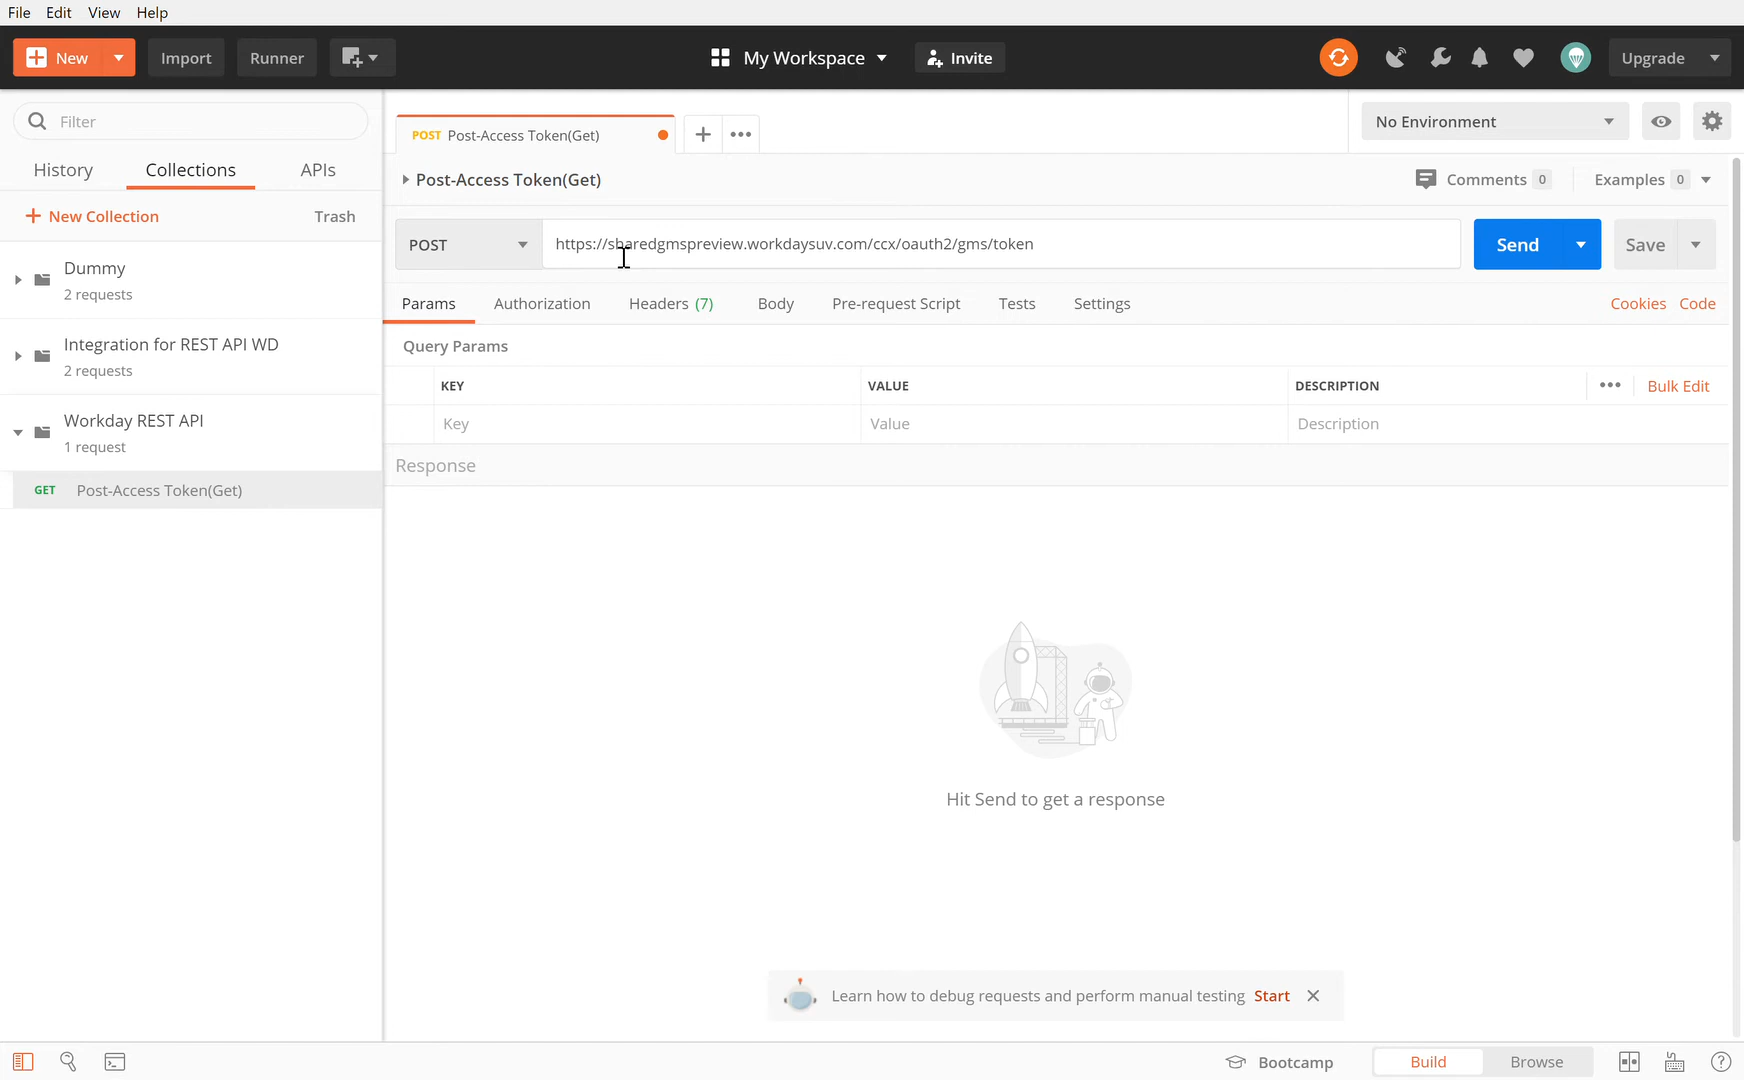 File Edit View Help
New Import Runner My Workspace Invite Upgrade
Filter
History Collections APIs
New Collection Trash
Dummy
2 requests
Integration for REST API WD
2 requests
Workday REST API
1 request
GET Post-Access Token(Get)
POST Post-Access Token(Get)
No Environment
Post-Access Token(Get) Comments 0 Examples 0
POST https://sharedgmspreview.workdaysuv.com/ccx/oauth2/gms/token Send Save
Params Authorization Headers (7) Body Pre-request Script Tests Settings Cookies Code
Query Params
KEY VALUE DESCRIPTION Bulk Edit
Key Value Description
Response
Hit Send to get a response
Learn how to debug requests and perform manual testing Start
Bootcamp Build Browse